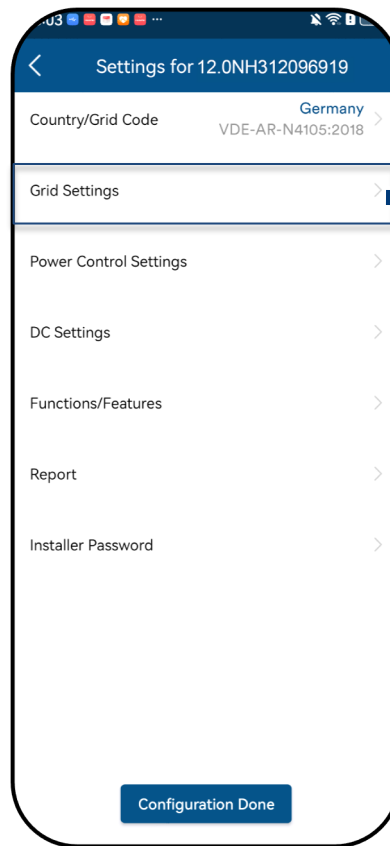 :03
Settings for 12.0NH312096919
Country/Grid Code
Germany
VDE-AR-N4105:2018
Grid Settings
Power Control Settings
DC Settings
Functions/Features
Report
Installer Password
Configuration Done